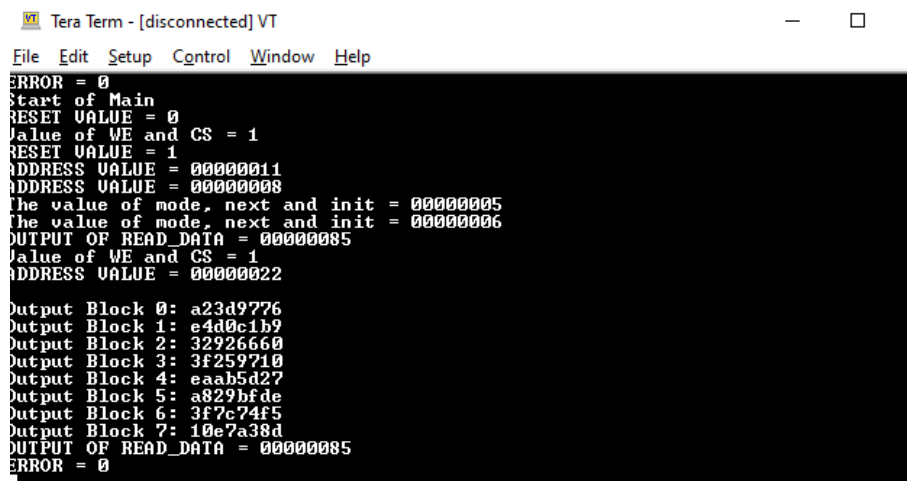 VT Tera Term - [disconnected] VT
File Edit Setup Control Window Help
ERROR = 0
Start of Main
RESET VALUE = 0
Value of WE and CS = 1
RESET VALUE = 1
ADDRESS VALUE = 00000011
ADDRESS VALUE = 00000008
The value of mode, next and init = 00000005
The value of mode, next and init = 00000006
OUTPUT OF READ_DATA = 00000085
Value of WE and CS = 1
ADDRESS VALUE = 00000022
Output Block 0: a23d9776
Output Block 1: e4d0c1b9
Output Block 2: 32926660
Output Block 3: 3f259710
Output Block 4: eaab5d27
Output Block 5: a829bfde
Output Block 6: 3f7c74f5
Output Block 7: 10e7a38d
OUTPUT OF READ_DATA = 00000085
ERROR = 0